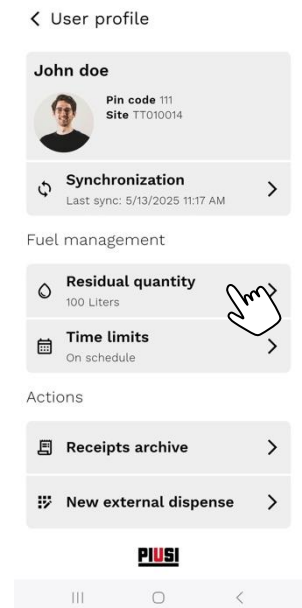 User profile
John doe
Pin code 111
Site TT010014
Synchronization
Last sync: 5/13/2025 11:17 AM
Fuel management
Residual quantity
100 Liters
Time limits
On schedule
Actions
Receipts archive
New external dispense
PIUSI